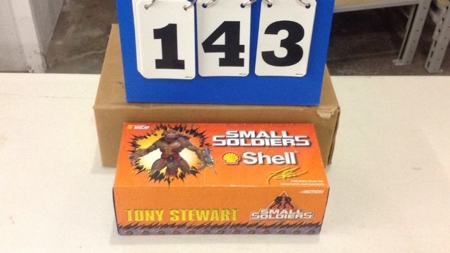 143
SMALL
SOLDIERS
Shell
TONY STEWART
SMALL
SOLDIERS